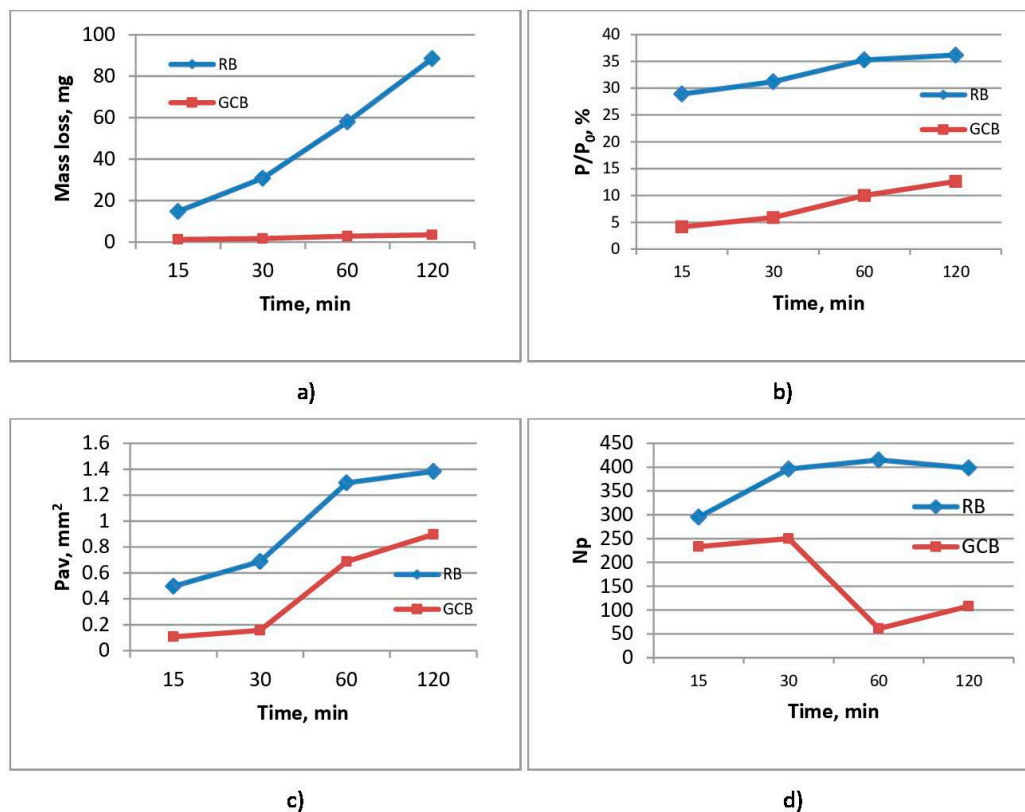 100
80
60
40
20
0
Mass loss, mg
RB
GCB
15 30 60 120
Time, min
a)
40
35
30
25
20
15
10
5
0
P/P₀, %
RB
GCB
15 30 60 120
Time, min
b)
1.6
1.4
1.2
1
0.8
0.6
0.4
0.2
0
Pav, mm²
RB
GCB
15 30 60 120
Time, min
c)
450
400
350
300
250
200
150
100
50
0
Np
RB
GCB
15 30 60 120
Time, min
d)